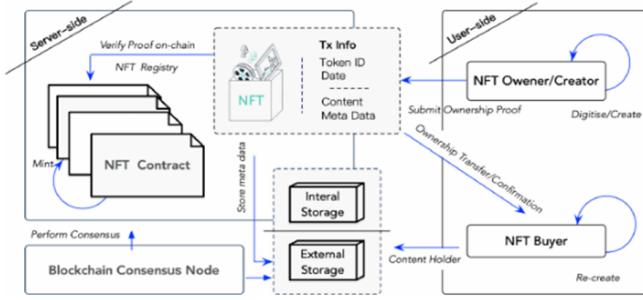 Server-side
User-side
Verify Proof on-chain
NFT Registry
NFT
Tx Info
Token ID
Date
Content
Meta Data
NFT Owener/Creator
Submit Ownership Proof
Digitise/Create
NFT Contract
Mint
Store meta data
Ownership Transfer/Confirmation
Interal
Storage
External
Storage
Perform Consensus
Blockchain Consensus Node
Content Holder
NFT Buyer
Re-create